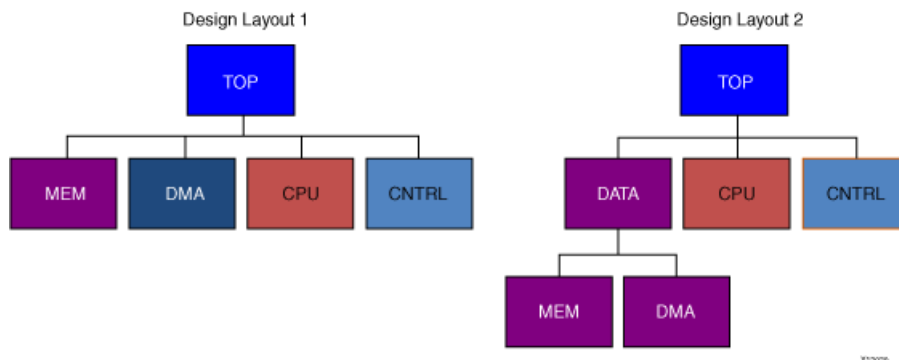 Design Layout 1
TOP
MEM DMA CPU CNTRL
Design Layout 2
TOP
DATA CPU CNTRL
MEM DMA